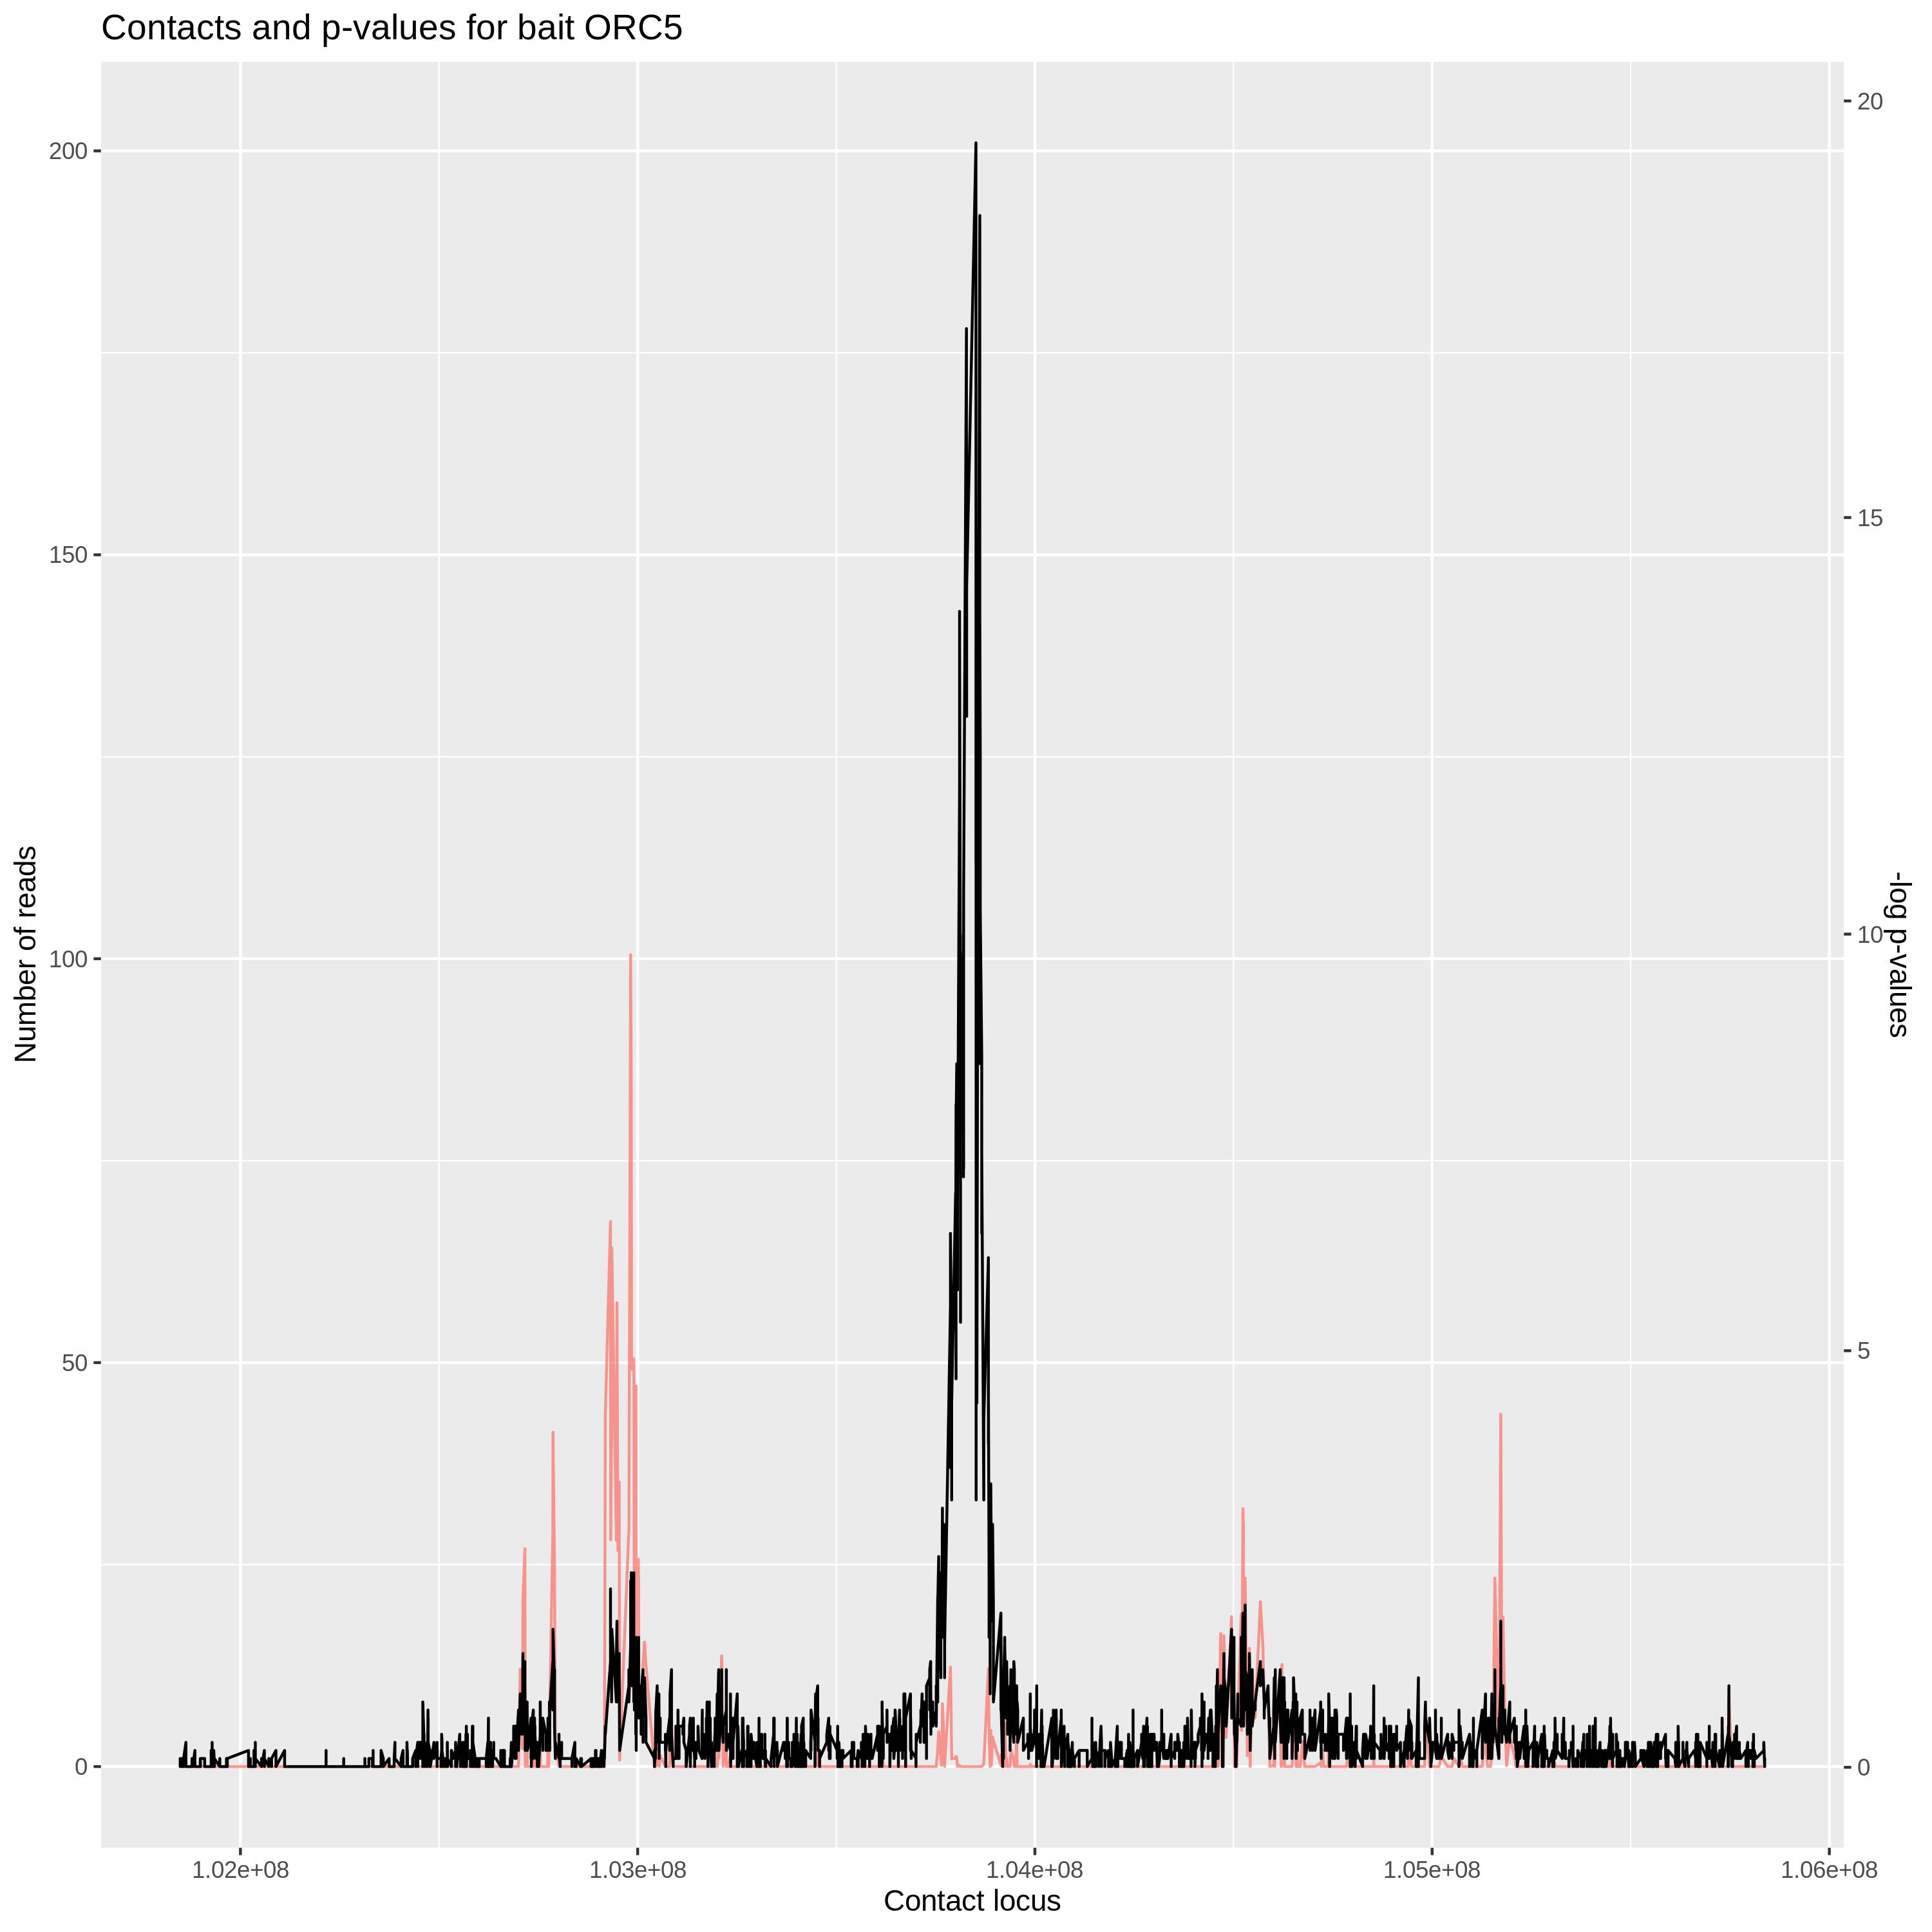 Contacts and p-values for bait ORC5
200
150
100
50
0
Number of reads
20
15
10
5
0
-log p-values
1.02e+08
1.03e+08
1.04e+08
1.05e+08
1.06e+08
Contact locus